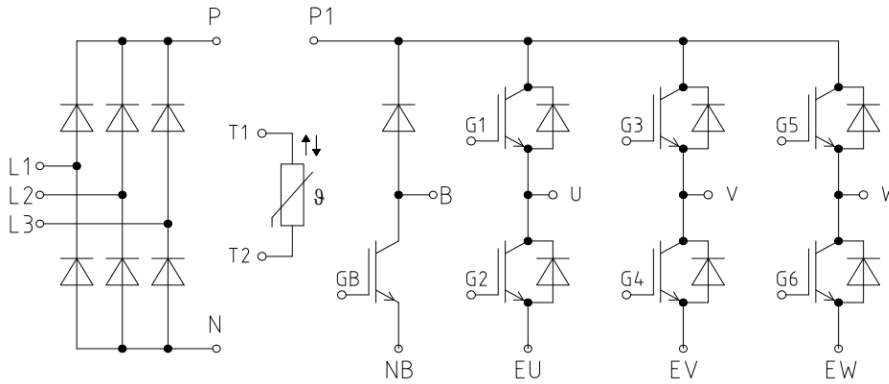 P P1
T1 G1 G3 G5
L1
L2 B U V W
L3 ϑ
T2 GB G2 G4 G6
N
NB EU EV EW